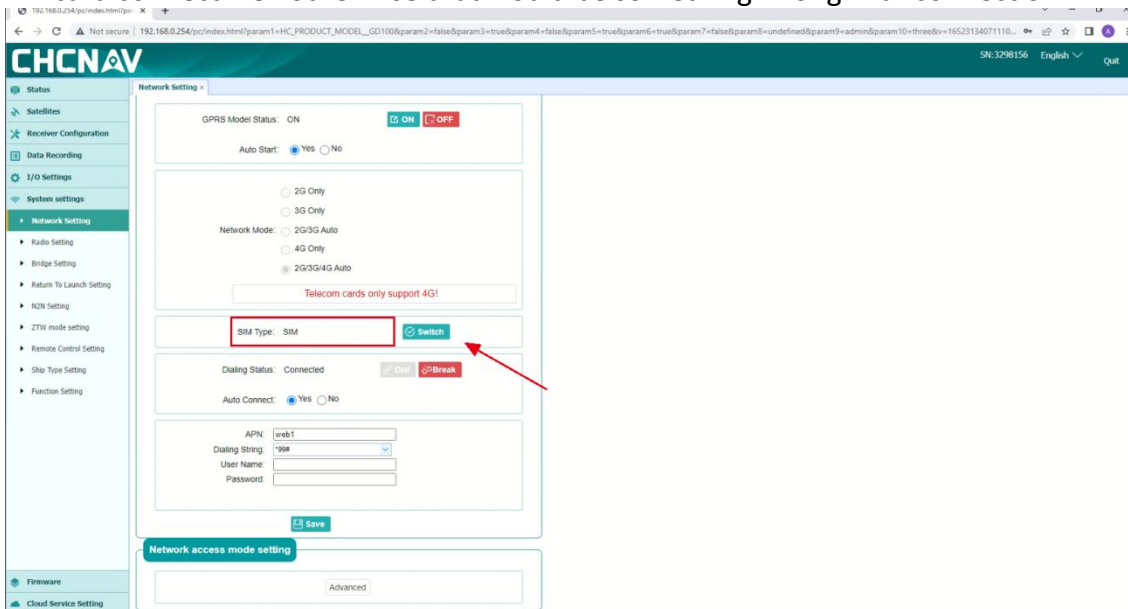 192.168.0.254/pc/index.html?pa
Not secure | 192.168.0.254/pc/index.html?param1=HC_PRODUCT_MODEL__GD100&param2=false&param3=true&param4=false&param5=true&param6=true&param7=false&param8=undefined&param9=admin&param10=three&v=16523134071110...
CHCNAV
SN:3298156 English Quit
Status
Satellites
Receiver Configuration
Data Recording
I/O Settings
System settings
Network Setting
Radio Setting
Bridge Setting
Return To Launch Setting
N2N Setting
ZTW mode setting
Remote Control Setting
Ship Type Setting
Function Setting
Firmware
Cloud Service Setting
Network Setting ×
GPRS Model Status: ON ON OFF
Auto Start: Yes No
Network Mode:
2G Only
3G Only
2G/3G Auto
4G Only
2G/3G/4G Auto
Telecom cards only support 4G!
SIM Type: SIM Switch
Dialing Status: Connected Dial Break
Auto Connect: Yes No
APN: web1
Dialing String: *99#
User Name:
Password:
Save
Network access mode setting
Advanced